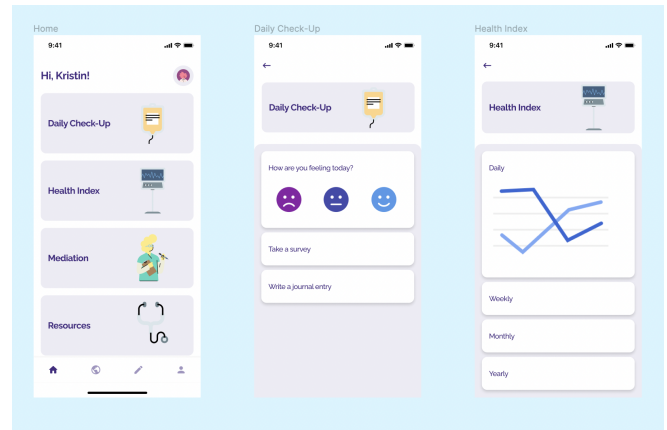 Home
9:41
Hi, Kristin!
Daily Check-Up
Health Index
Mediation
Resources
Daily Check-Up
9:41
Daily Check-Up
How are you feeling today?
Take a survey
Write a journal entry
Health Index
9:41
Health Index
Daily
Weekly
Monthly
Yearly